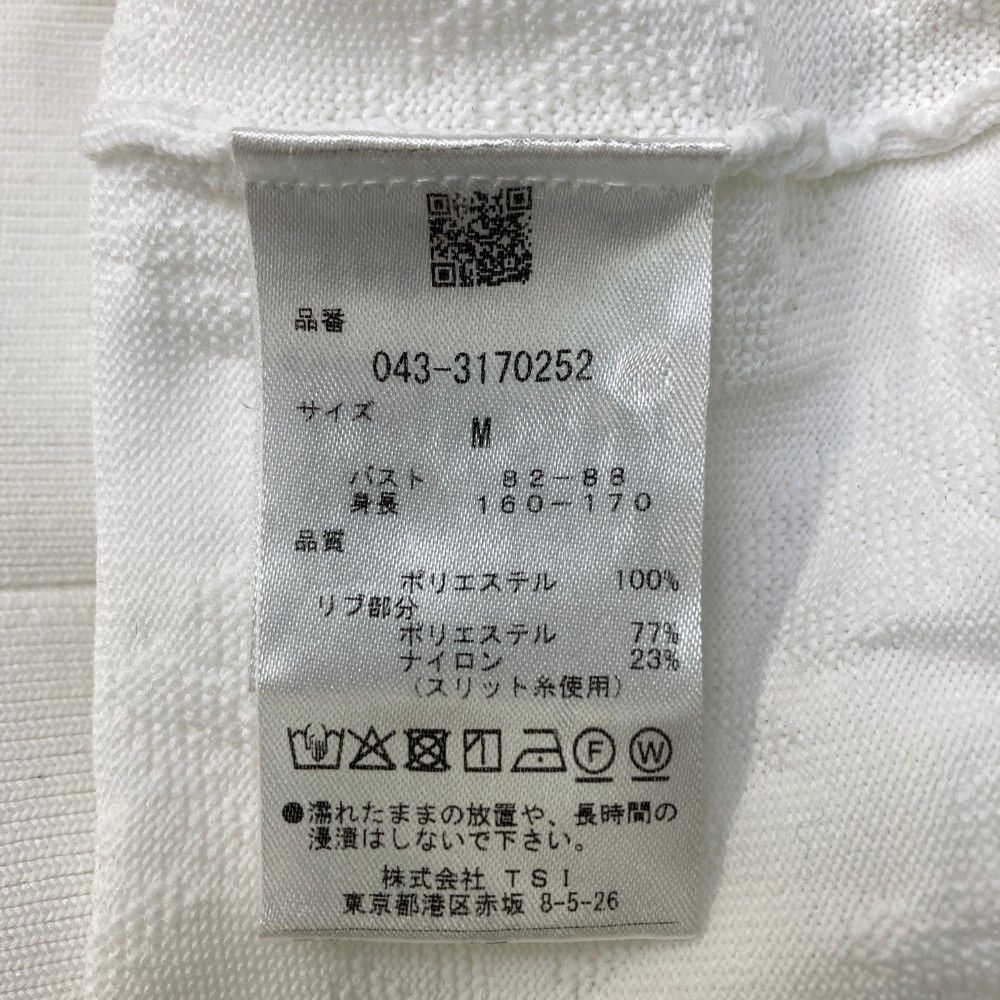 品番
043-3170252
サイズ
M
バスト 82-88
身長 160-170
品質
ポリエステル 100%
リブ部分
ポリエステル 77%
ナイロン 23%
(スリット糸使用)
F W
●濡れたままの放置や、長時間の
浸漬はしないで下さい。
株式会社 TSI
東京都港区赤坂 8-5-26